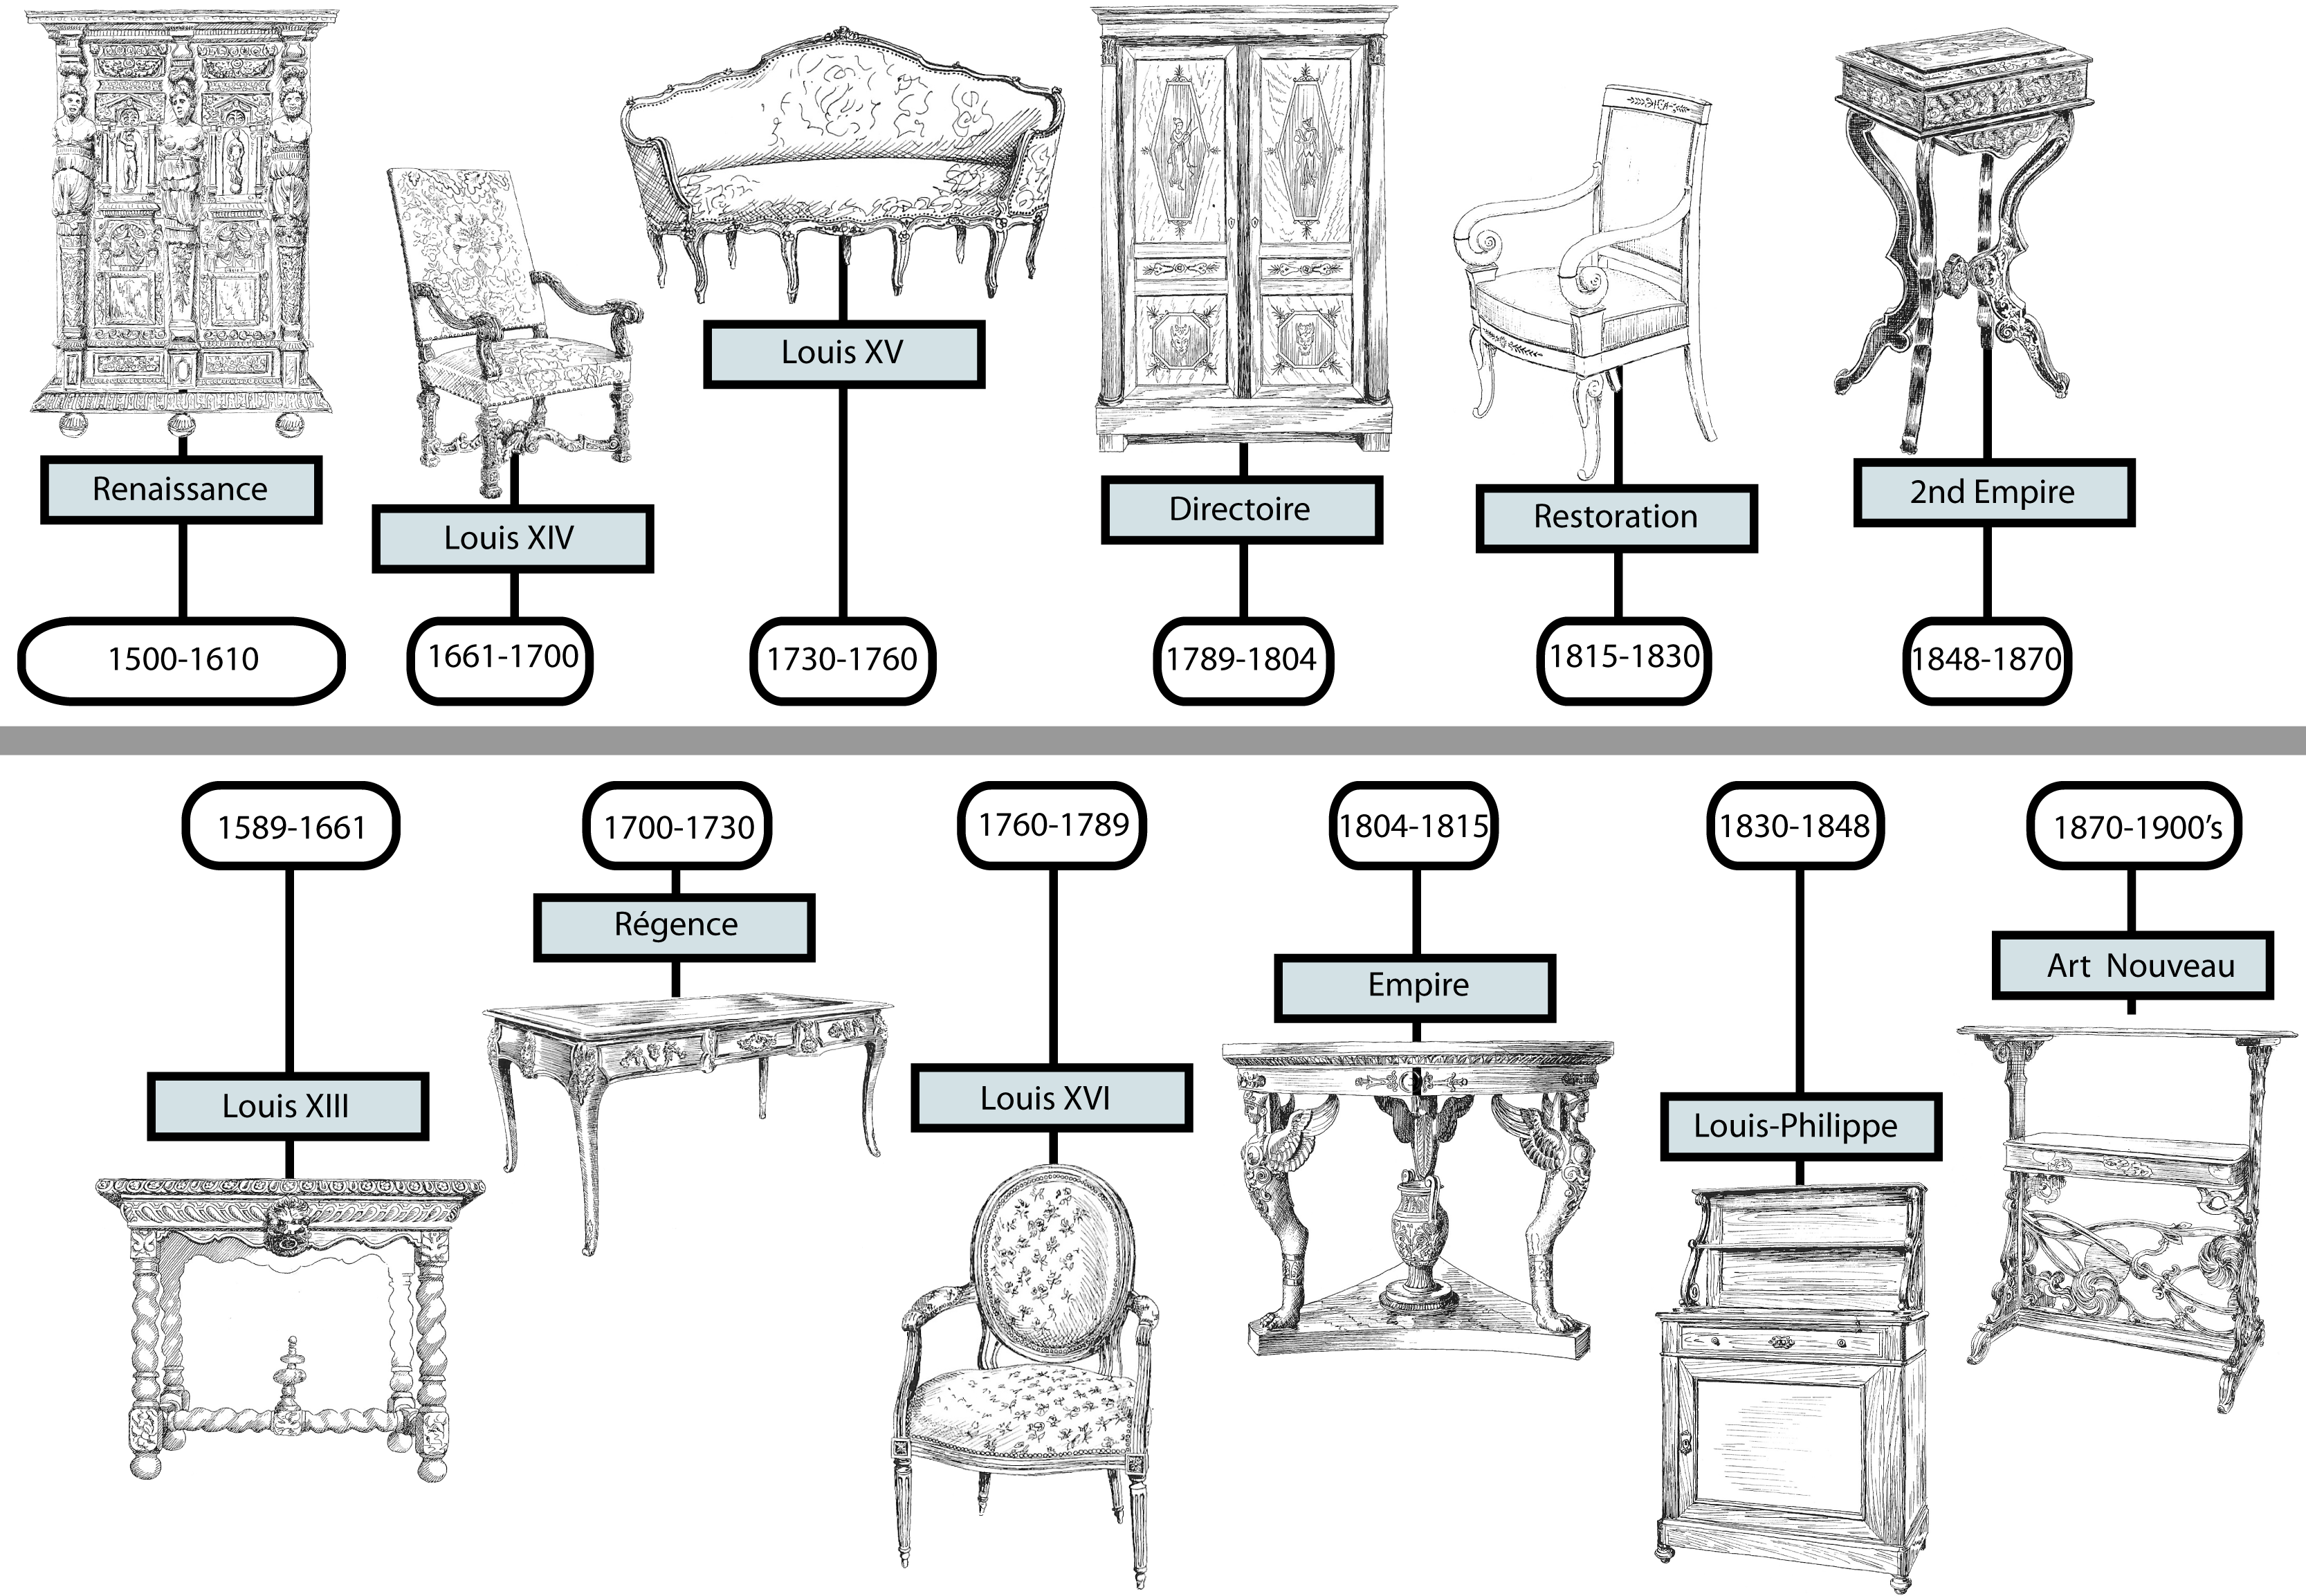 Renaissance
Louis XIV
Louis XV
Directoire
Restoration
2nd Empire
1500-1610
1661-1700
1730-1760
1789-1804
1815-1830
1848-1870
1589-1661
1700-1730
1760-1789
1804-1815
1830-1848
1870-1900’s
Louis XIII
Régence
Louis XVI
Empire
Louis-Philippe
Art Nouveau